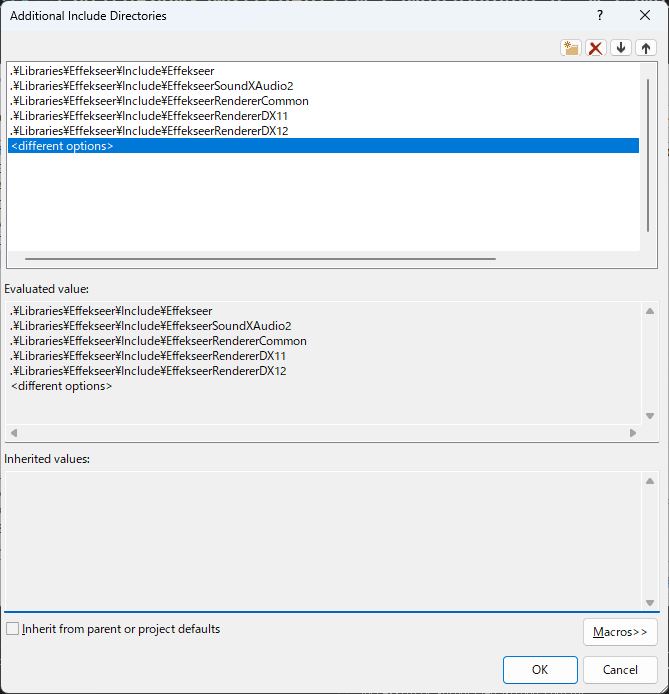 Additional Include Directories
?
.¥Libraries¥Effekseer¥Include¥Effekseer
.¥Libraries¥Effekseer¥Include¥EffekseerSoundXAudio2
.¥Libraries¥Effekseer¥Include¥EffekseerRendererCommon
.¥Libraries¥Effekseer¥Include¥EffekseerRendererDX11
.¥Libraries¥Effekseer¥Include¥EffekseerRendererDX12
<different options>
Evaluated value:
.¥Libraries¥Effekseer¥Include¥Effekseer
.¥Libraries¥Effekseer¥Include¥EffekseerSoundXAudio2
.¥Libraries¥Effekseer¥Include¥EffekseerRendererCommon
.¥Libraries¥Effekseer¥Include¥EffekseerRendererDX11
.¥Libraries¥Effekseer¥Include¥EffekseerRendererDX12
<different options>
Inherited values:
Inherit from parent or project defaults
Macros>>
OK
Cancel